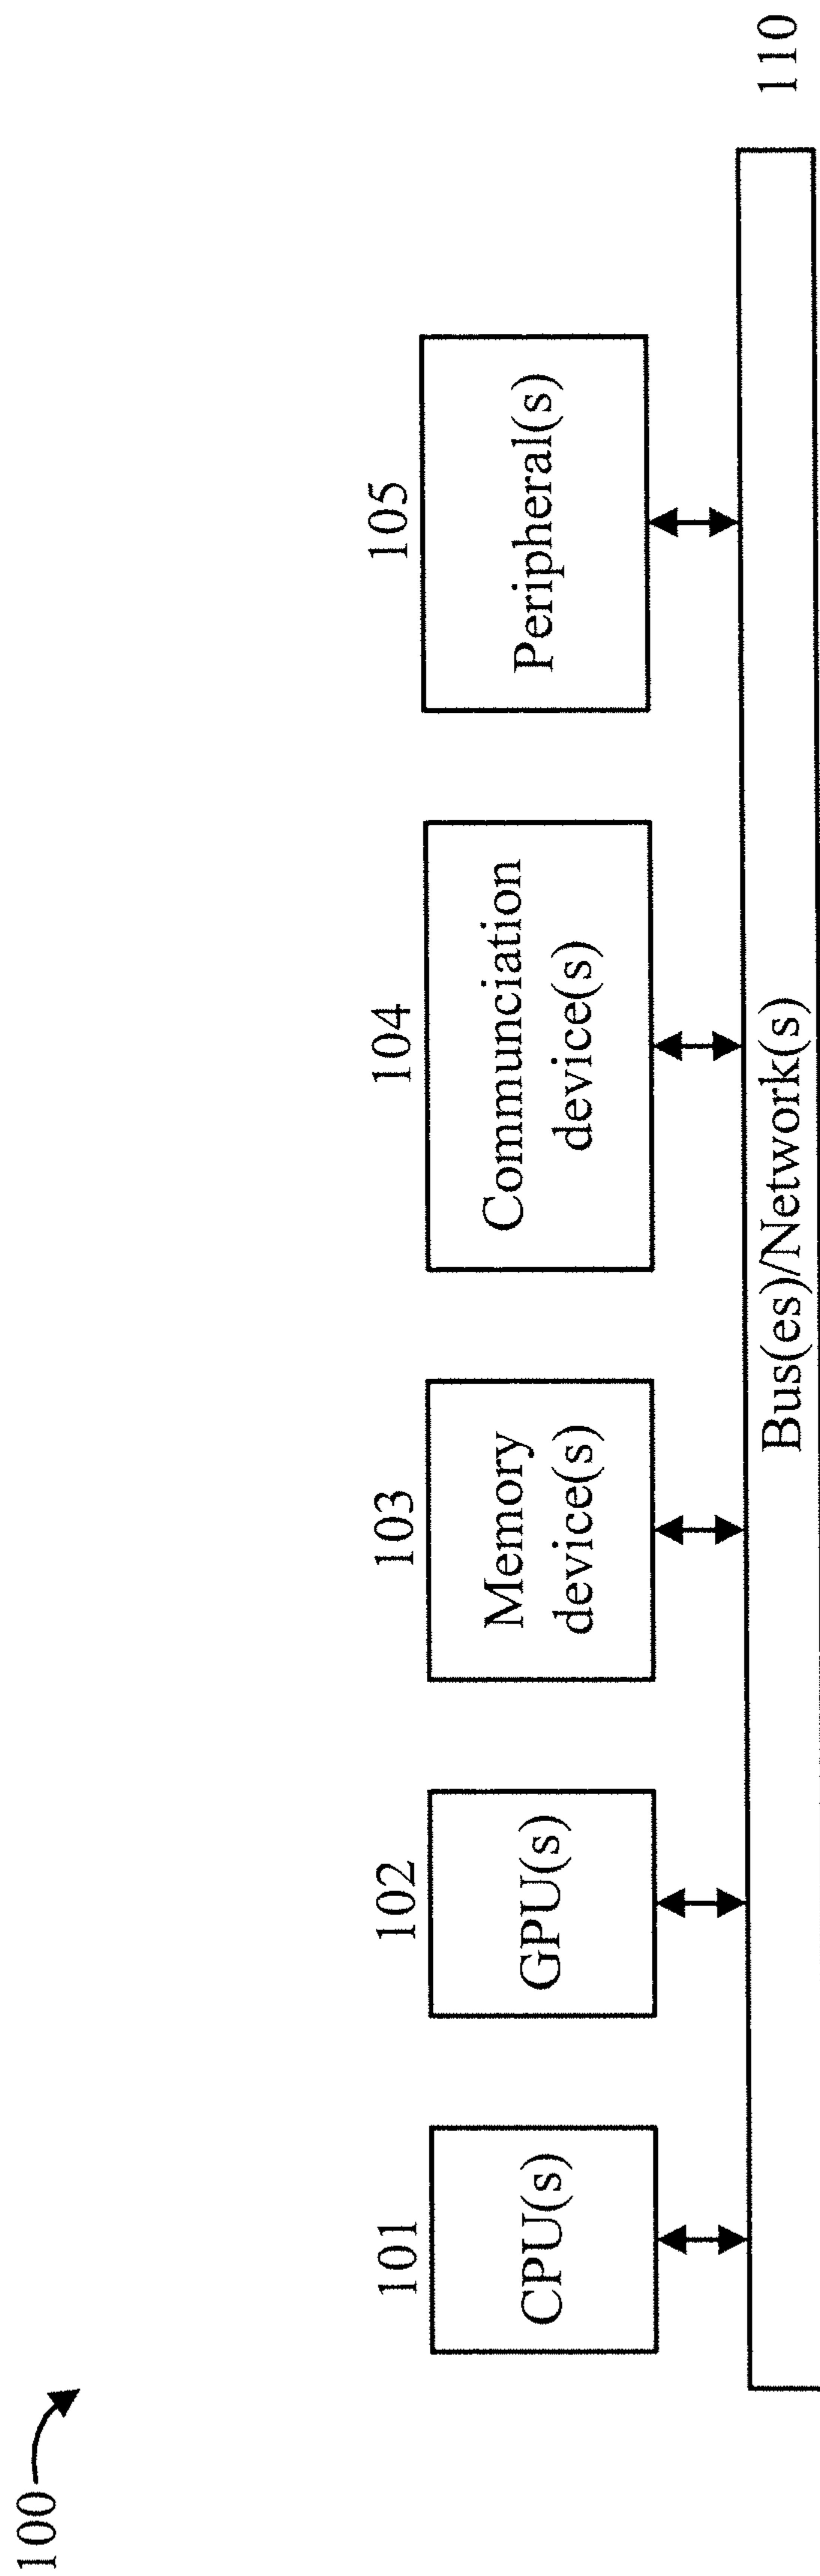 100
101
CPU(s)
102
GPU(s)
103
Memory
device(s)
104
Communciation
device(s)
105
Peripheral(s)
Bus(es)/Network(s)
110